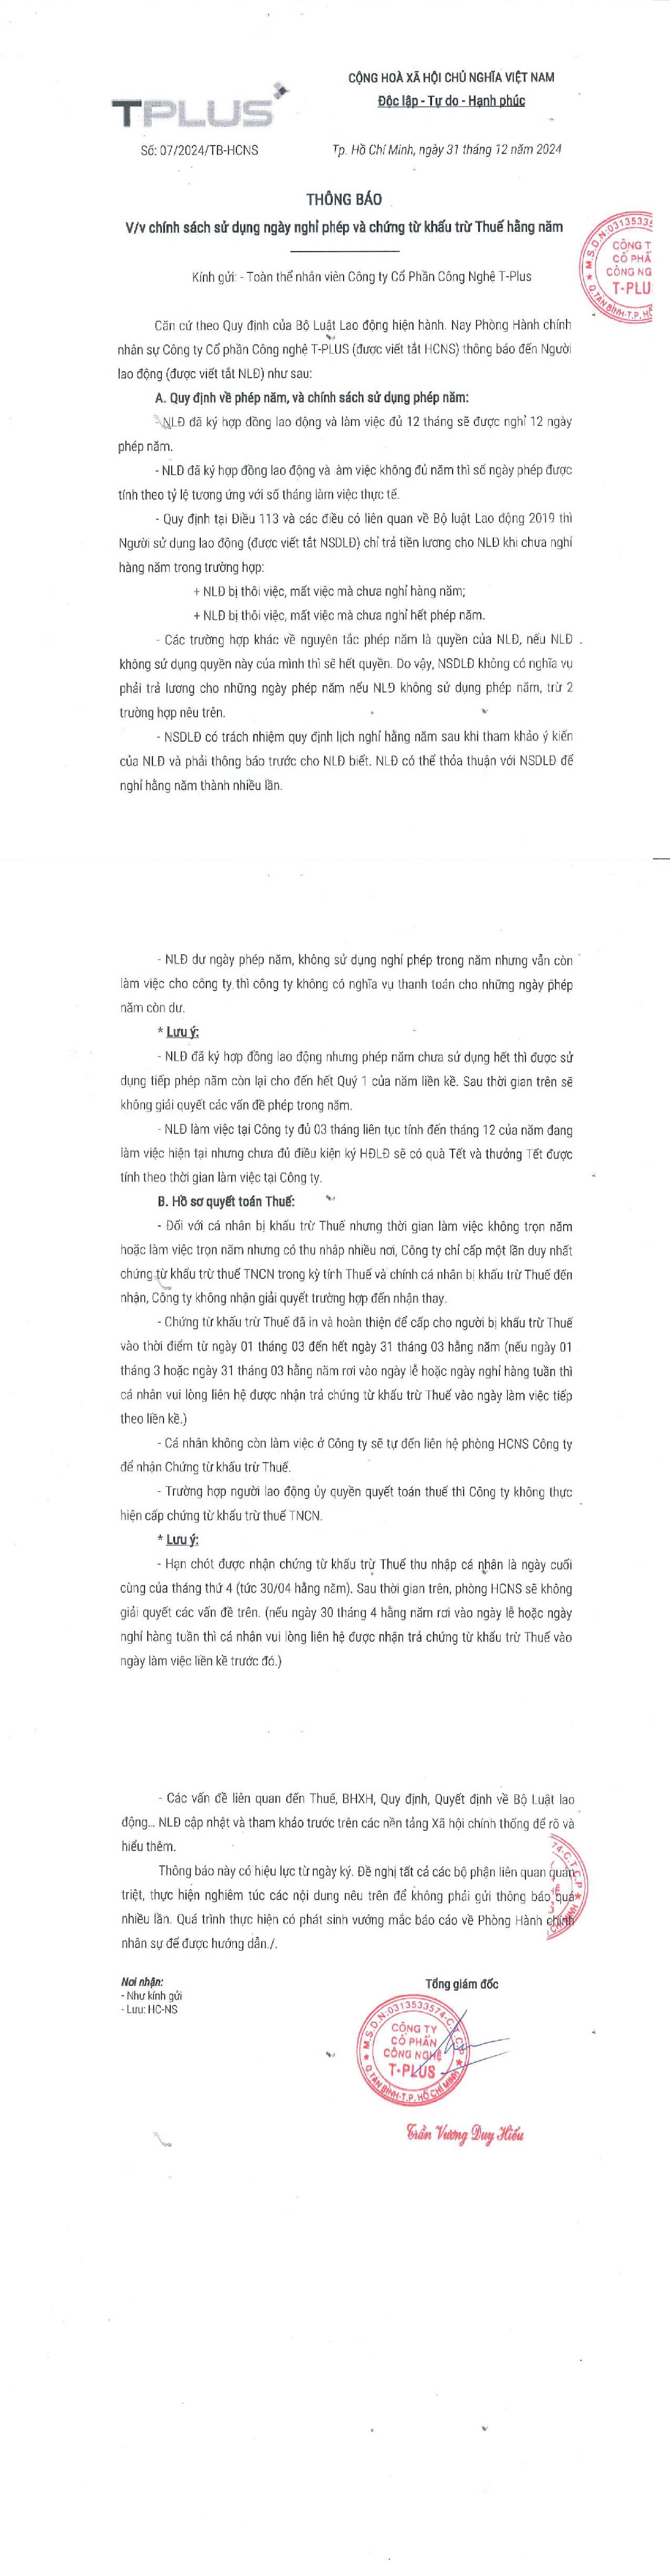 TPLUS
CỘNG HOÀ XÃ HỘI CHỦ NGHĨA VIỆT NAM
Độc lập - Tự do - Hạnh phúc
Số: 07/2024/TB-HCNS
Tp. Hồ Chí Minh, ngày 31 tháng 12 năm 2024
THÔNG BÁO
V/v chính sách sử dụng ngày nghỉ phép và chứng từ khấu trừ Thuế hằng năm
M.S.D.N:03135335
CÔNG T
CỔ PHẦ
CÔNG NG
T-PLU
Q.TÂN BÌNH-T.P.H
Kính gửi: - Toàn thể nhân viên Công ty Cổ Phần Công Nghệ T-Plus
Căn cứ theo Quy định của Bộ Luật Lao động hiện hành. Nay Phòng Hành chính
nhân sự Công ty Cổ phần Công nghệ T-PLUS (được viết tắt HCNS) thông báo đến Người
lao động (được viết tắt NLĐ) như sau:
A. Quy định về phép năm, và chính sách sử dụng phép năm:
NLĐ đã ký hợp đồng lao động và làm việc đủ 12 tháng sẽ được nghỉ 12 ngày
phép năm.
- NLĐ đã ký hợp đồng lao động và àm việc không đủ năm thì số ngày phép được
tính theo tỷ lệ tương ứng với số tháng làm việc thực tế.
- Quy định tại Điều 113 và các điều có liên quan về Bộ luật Lao động 2019 thì
Người sử dụng lao động (được viết tắt NSDLĐ) chỉ trả tiền lương cho NLĐ khi chưa nghỉ
hàng năm trong trường hợp:
+ NLĐ bị thôi việc, mất việc mà chưa nghỉ hàng năm;
+ NLĐ bị thôi việc, mất việc mà chưa nghỉ hết phép năm.
- Các trường hợp khác về nguyên tắc phép năm là quyền của NLĐ, nếu NLĐ
không sử dụng quyền này của mình thì sẽ hết quyền. Do vậy, NSDLĐ không có nghĩa vụ
phải trả lương cho những ngày phép năm nếu NLĐ không sử dụng phép năm, trừ 2
trường hợp nêu trên.
- NSDLĐ có trách nhiệm quy định lịch nghỉ hằng năm sau khi tham khảo ý kiến
của NLĐ và phải thông báo trước cho NLĐ biết. NLĐ có thể thỏa thuận với NSDLĐ để
nghỉ hằng năm thành nhiều lần.
- NLĐ dư ngày phép năm, không sử dụng nghỉ phép trong năm nhưng vẫn còn
làm việc cho công ty thì công ty không có nghĩa vụ thanh toán cho những ngày phép
năm còn dư.
* Lưu ý:
- NLĐ đã ký hợp đồng lao động nhưng phép năm chưa sử dụng hết thì được sử
dụng tiếp phép năm còn lại cho đến hết Quý 1 của năm liền kề. Sau thời gian trên sẽ
không giải quyết các vấn đề phép trong năm.
- NLĐ làm việc tại Công ty đủ 03 tháng liên tục tính đến tháng 12 của năm đang
làm việc hiện tại nhưng chưa đủ điều kiện ký HĐLĐ sẽ có quà Tết và thưởng Tết được
tính theo thời gian làm việc tại Công ty.
B. Hồ sơ quyết toán Thuế:
- Đối với cá nhân bị khấu trừ Thuế nhưng thời gian làm việc không trọn năm
hoặc làm việc trọn năm nhưng có thu nhập nhiều nơi, Công ty chỉ cấp một lần duy nhất
chứng từ khấu trừ thuế TNCN trong kỳ tính Thuế và chính cá nhân bị khấu trừ Thuế đến
nhận, Công ty không nhận giải quyết trường hợp đến nhận thay.
- Chứng từ khấu trừ Thuế đã in và hoàn thiện để cấp cho người bị khấu trừ Thuế
vào thời điểm từ ngày 01 tháng 03 đến hết ngày 31 tháng 03 hằng năm (nếu ngày 01
tháng 3 hoặc ngày 31 tháng 03 hằng năm rơi vào ngày lễ hoặc ngày nghỉ hàng tuần thì
cá nhân vui lòng liên hệ được nhận trả chứng từ khấu trừ Thuế vào ngày làm việc tiếp
theo liền kề.)
- Cá nhân không còn làm việc ở Công ty sẽ tự đến liên hệ phòng HCNS Công ty
để nhận Chứng từ khấu trừ Thuế.
- Trường hợp người lao động ủy quyền quyết toán thuế thì Công ty không thực
hiện cấp chứng từ khấu trừ thuế TNCN.
* Lưu ý:
- Hạn chót được nhận chứng từ khấu trừ Thuế thu nhập cá nhân là ngày cuối
cùng của tháng thứ 4 (tức 30/04 hằng năm). Sau thời gian trên, phòng HCNS sẽ không
giải quyết các vấn đề trên. (nếu ngày 30 tháng 4 hằng năm rơi vào ngày lễ hoặc ngày
nghỉ hàng tuần thì cá nhân vui lòng liên hệ được nhận trả chứng từ khấu trừ Thuế vào
ngày làm việc liền kề trước đó.)
- Các vấn đề liên quan đến Thuế, BHXH, Quy định, Quyết định về Bộ Luật lao
động... NLĐ cập nhật và tham khảo trước trên các nền tảng Xã hội chính thống để rõ và
hiểu thêm.
Thông báo này có hiệu lực từ ngày ký. Đề nghị tất cả các bộ phận liên quan quán
triệt, thực hiện nghiêm túc các nội dung nêu trên để không phải gửi thông báo quá
nhiều lần. Quá trình thực hiện có phát sinh vướng mắc báo cáo về Phòng Hành chính
nhân sự để được hướng dẫn./.
74-C.T.C.P
Nơi nhận:
- Như kính gửi
- Lưu: HC-NS
Tổng giám đốc
M.S.D.N:0313533574-C.T.C.P
CÔNG TY
CỔ PHẦN
CÔNG NGHỆ
T-PLUS
Q.TÂN BÌNH-T.P.HỒ CHÍ MINH
Trần Vương Duy Hiếu